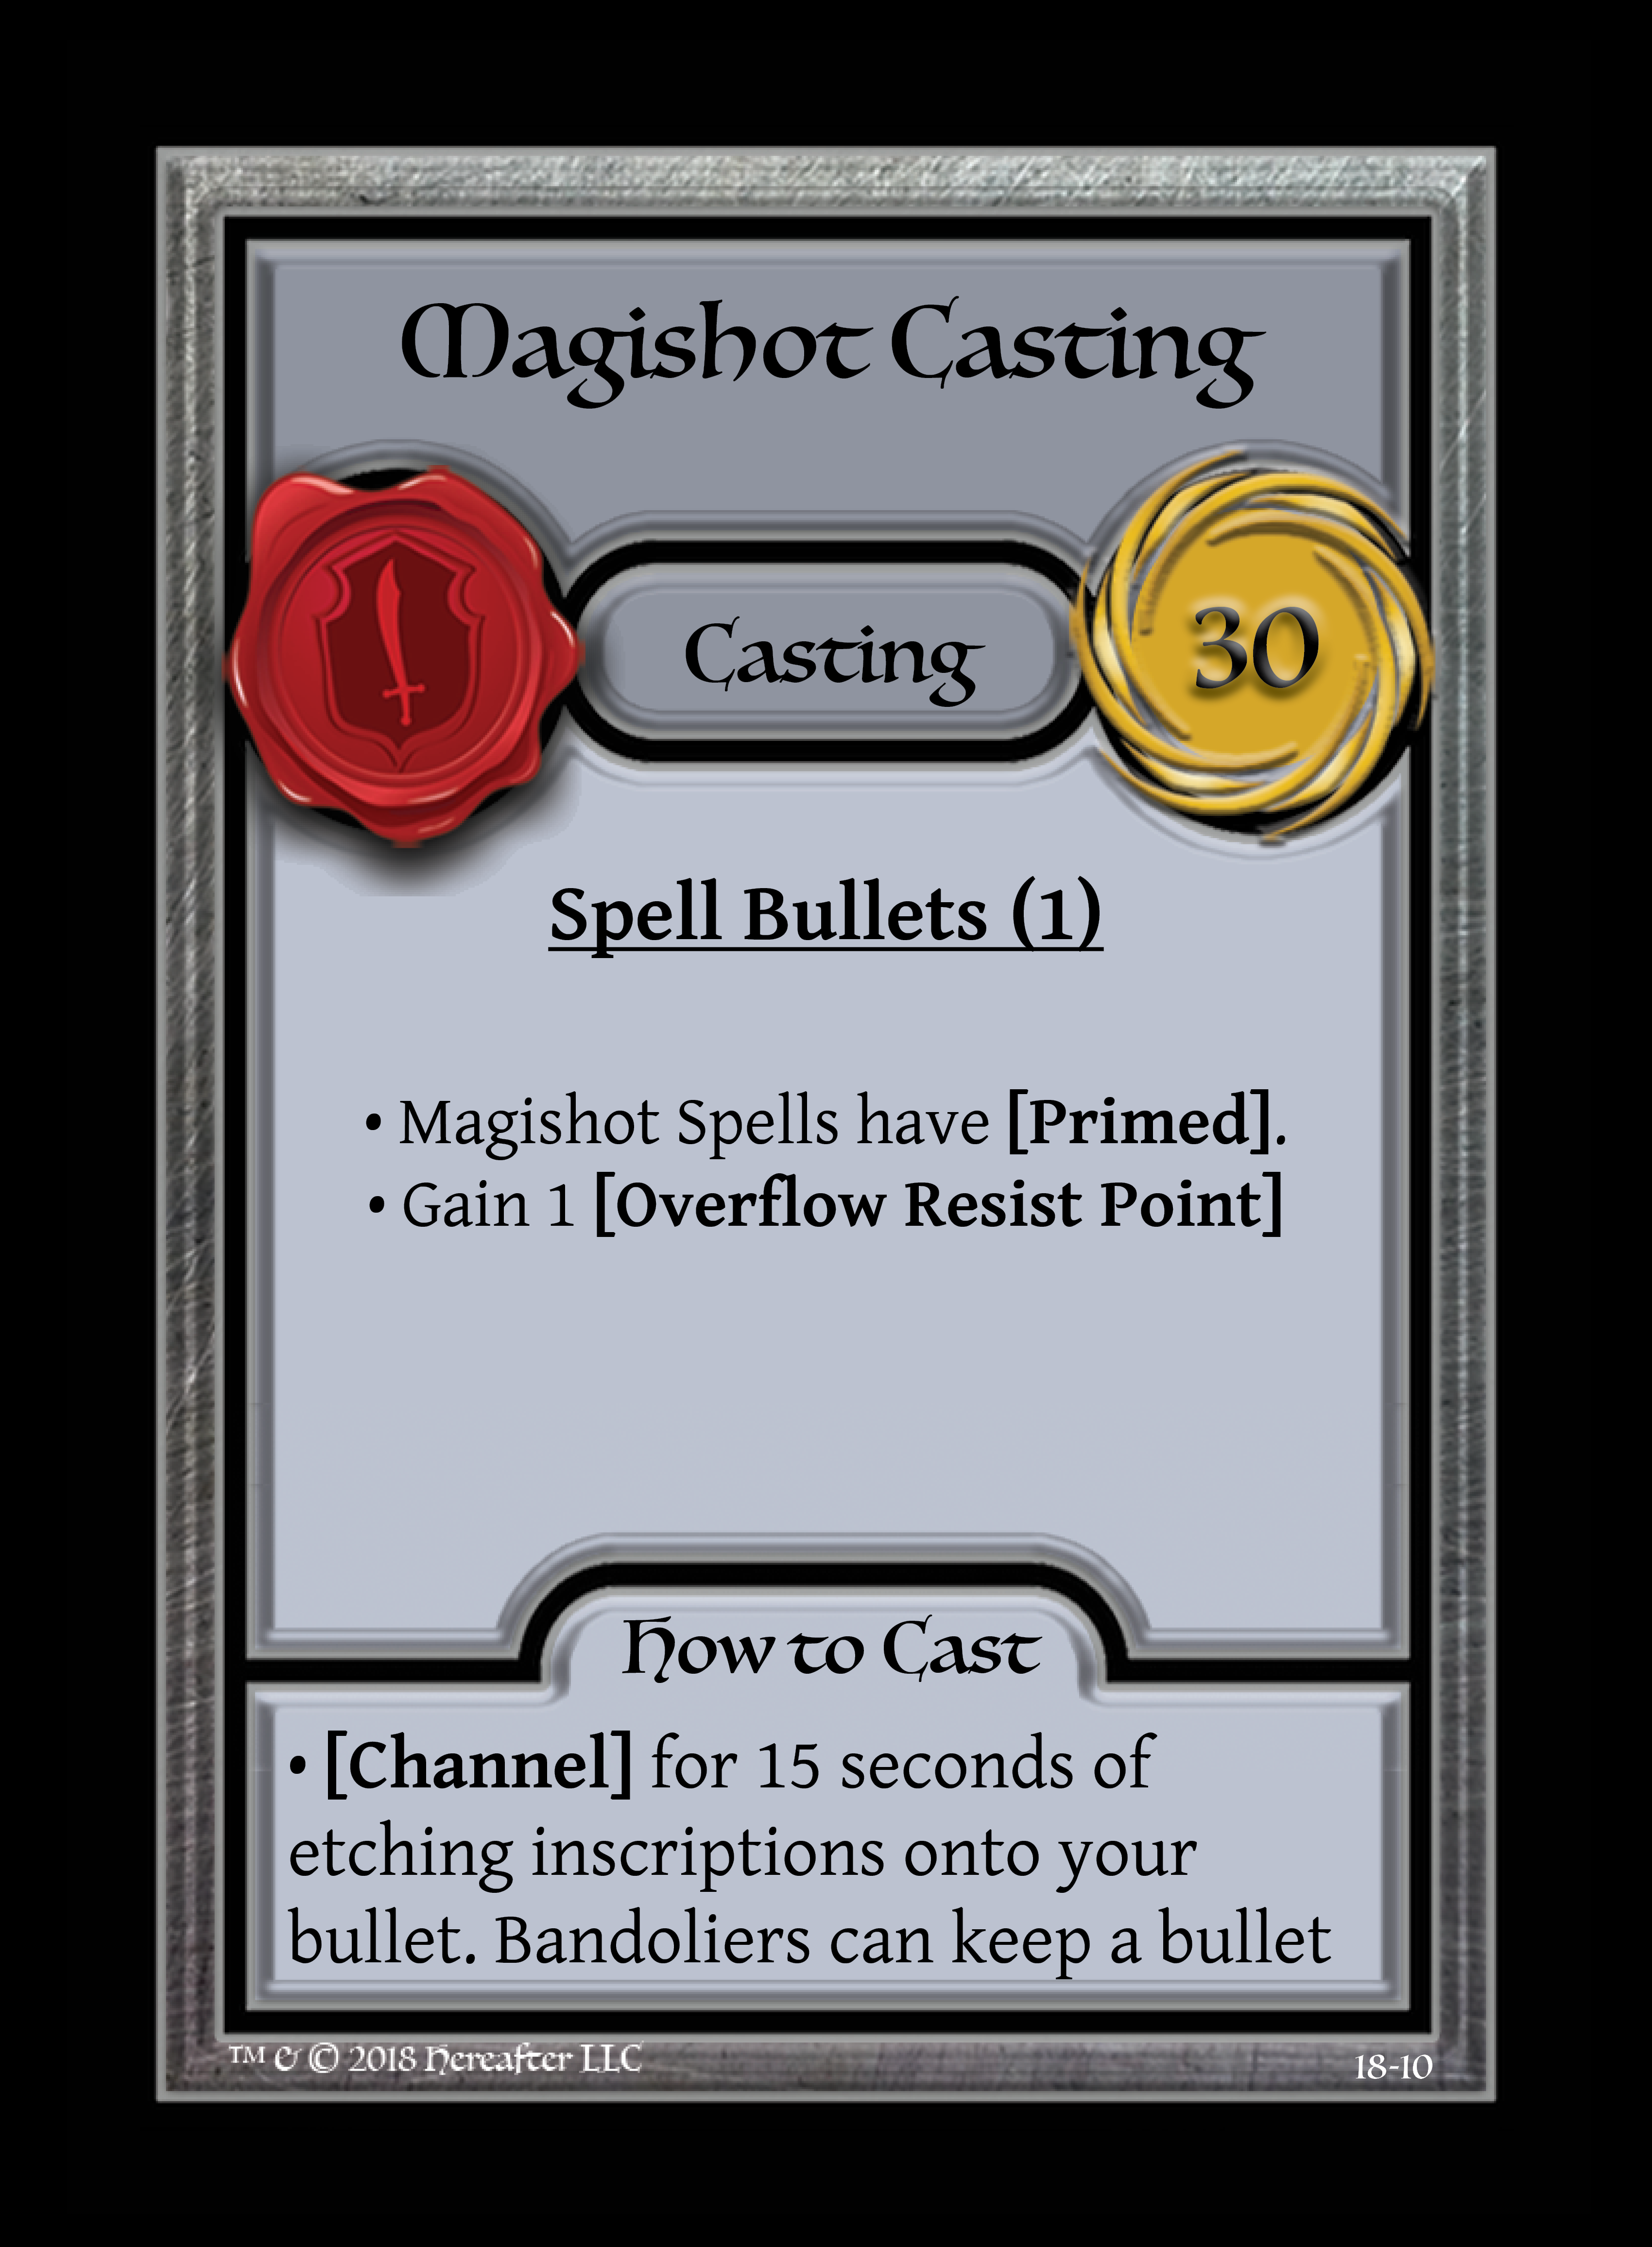 Magishot Casting
Casting
30
Spell Bullets (1)
• Magishot Spells have [Primed].
• Gain 1 [Overflow Resist Point]
How to Cast
• [Channel] for 15 seconds of
etching inscriptions onto your
bullet. Bandoliers can keep a bullet
™ & © 2018 Hereafter LLC
18-10